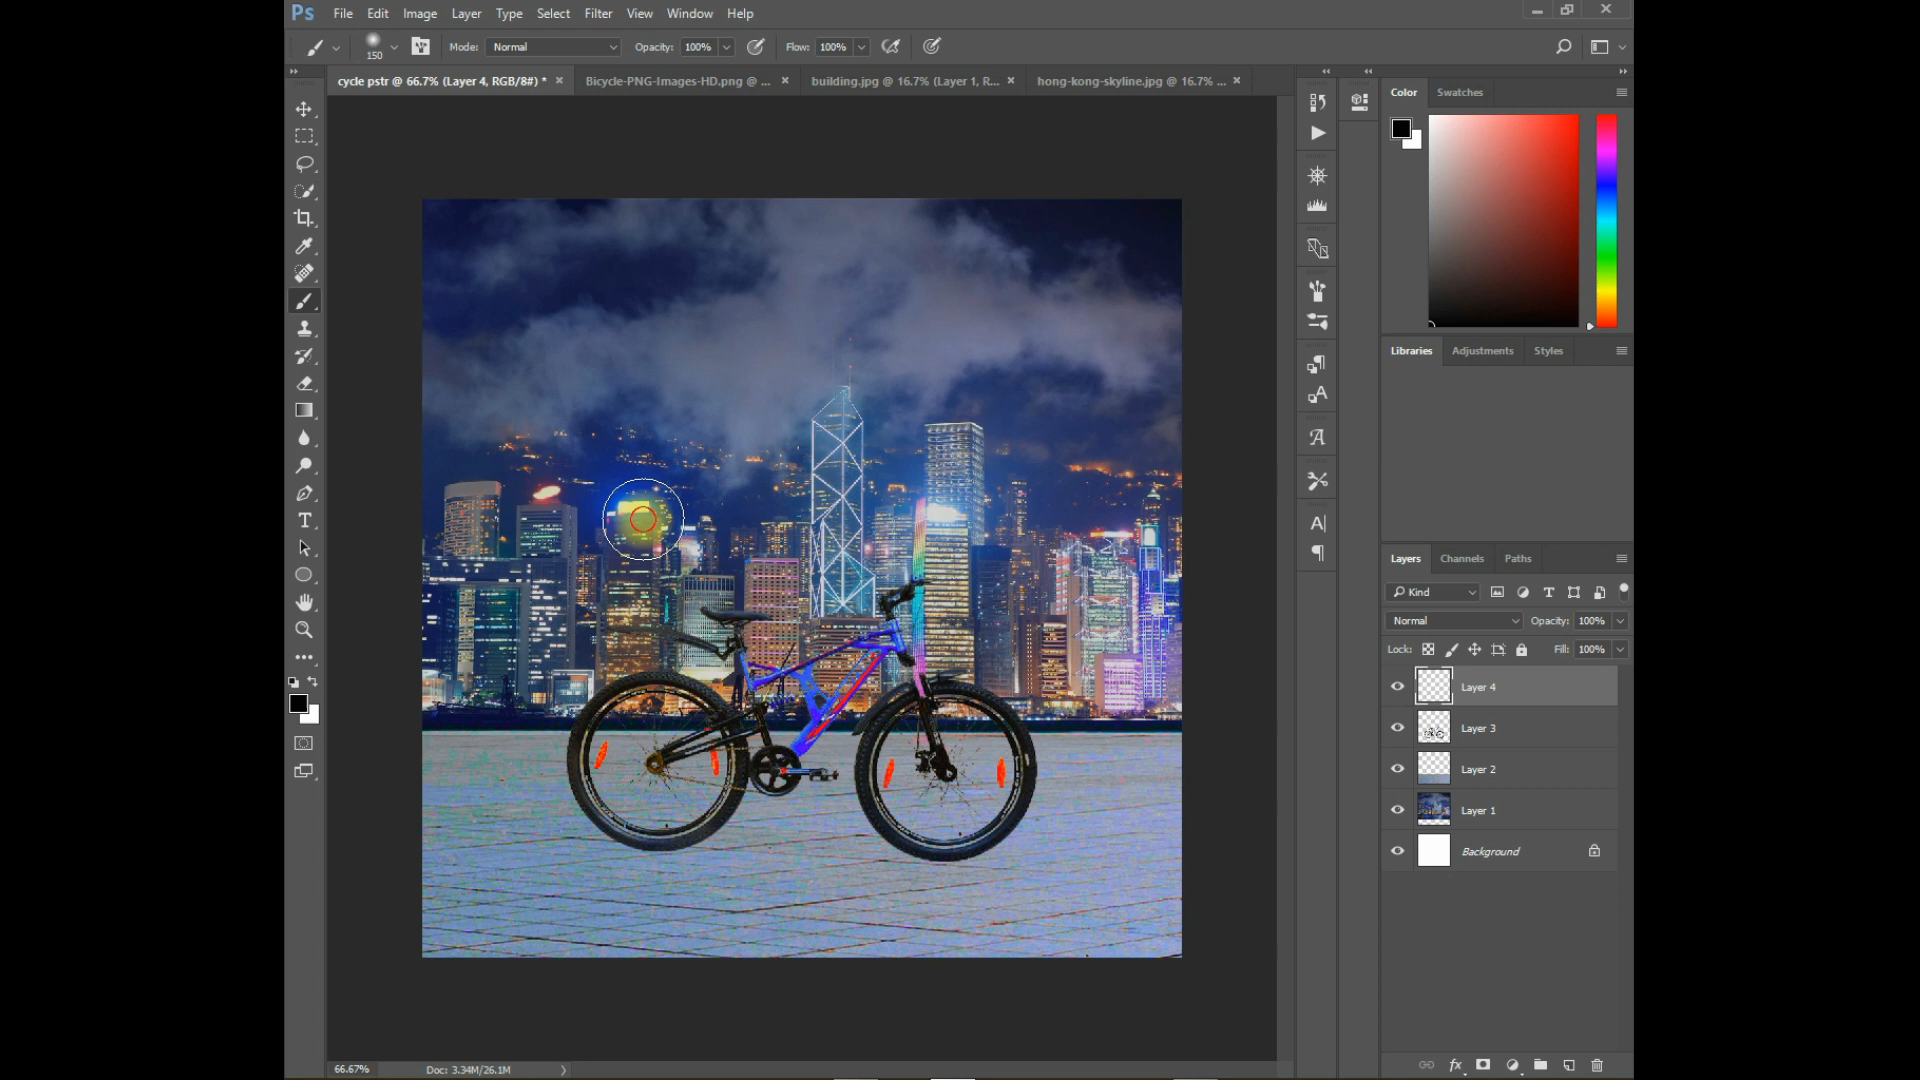 Ps File Edit Image Layer Type Select Filter View Window Help
150 Mode: Normal Opacity: 100% Flow: 100%
cycle pstr @ 66.7% (Layer 4, RGB/8#) * × Bicycle-PNG-Images-HD.png @ ... × building.jpg @ 16.7% (Layer 1, R... × hong-kong-skyline.jpg @ 16.7% ... ×
Color Swatches
Libraries Adjustments Styles
Layers Channels Paths
Kind
Normal Opacity: 100%
Lock: Fill: 100%
Layer 4
Layer 3
Layer 2
Layer 1
Background
66.67% Doc: 3.34M/26.1M